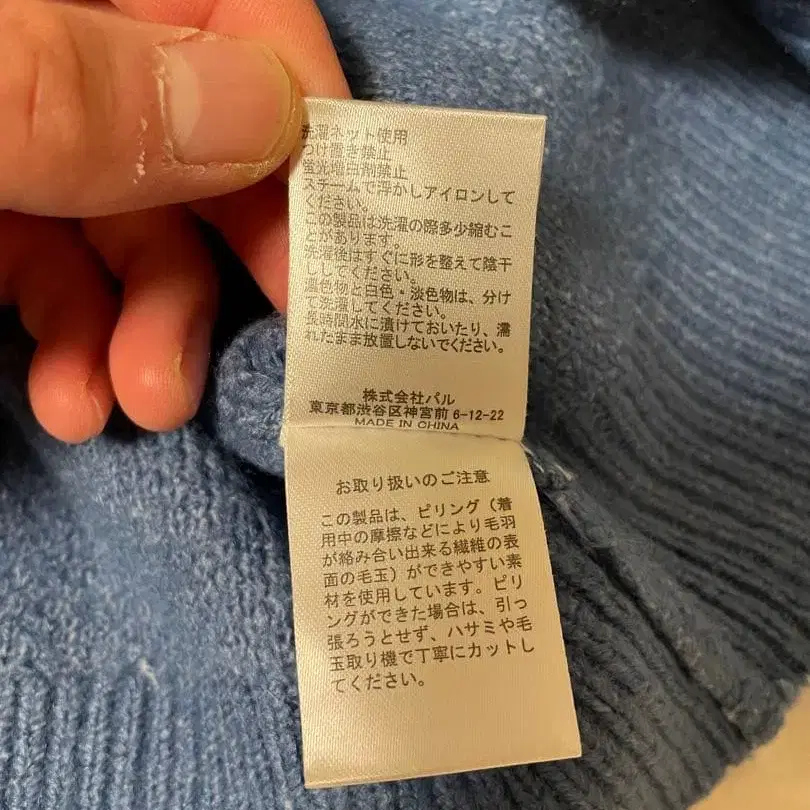 洗濯ネット使用
つけ置き禁止
蛍光増白剤禁止
スチームで浮かしアイロンして
ください。
この製品は洗濯の際多少縮むこ
とがあります。
洗濯後はすぐに形を整えて陰干
ししてください。
濃色物と白色・淡色物は、分け
て洗濯してください。
長時間水に漬けておいたり、濡
れたまま放置しないでください。
株式会社パル
東京都渋谷区神宮前 6-12-22
MADE IN CHINA
お取り扱いのご注意
この製品は、ピリング（着
用中の摩擦などにより毛羽
が絡み合い出来る繊維の表
面の毛玉）ができやすい素
材を使用しています。ピリ
ングができた場合は、引っ
張ろうとせず、ハサミや毛
玉取り機で丁寧にカットし
てください。